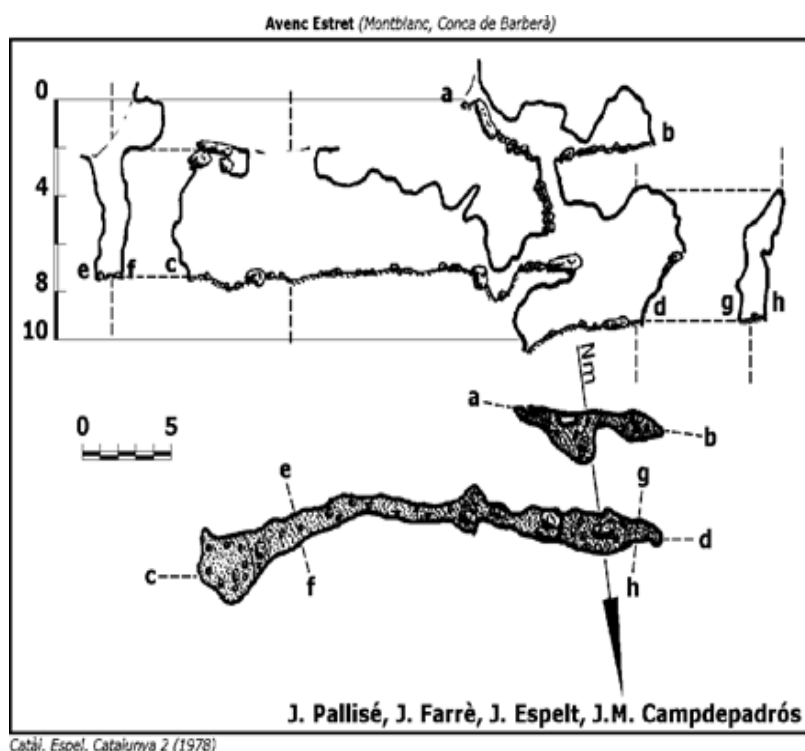 Avenc Estret (Montblanc, Conca de Barberà)
0
a
b
4
e f c
8
d
g h
10
Nm
a
0 5
b
e
g
d
c
f
h
J. Pallisé, J. Farrè, J. Espelt, J.M. Campdepadrós
Catàl. Espel. Catalunya 2 (1978)